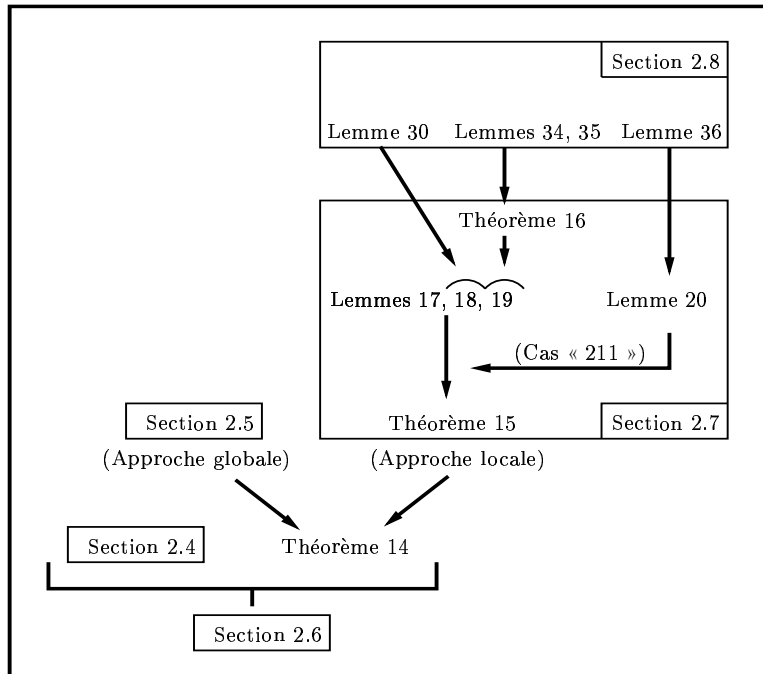 Section 2.8
Lemme 30 Lemmes 34, 35 Lemme 36
Théorème 16
Lemmes 17, 18, 19 Lemme 20
(Cas « 211 »)
Section 2.5 Théorème 15 Section 2.7
(Approche globale) (Approche locale)
Section 2.4 Théorème 14
Section 2.6